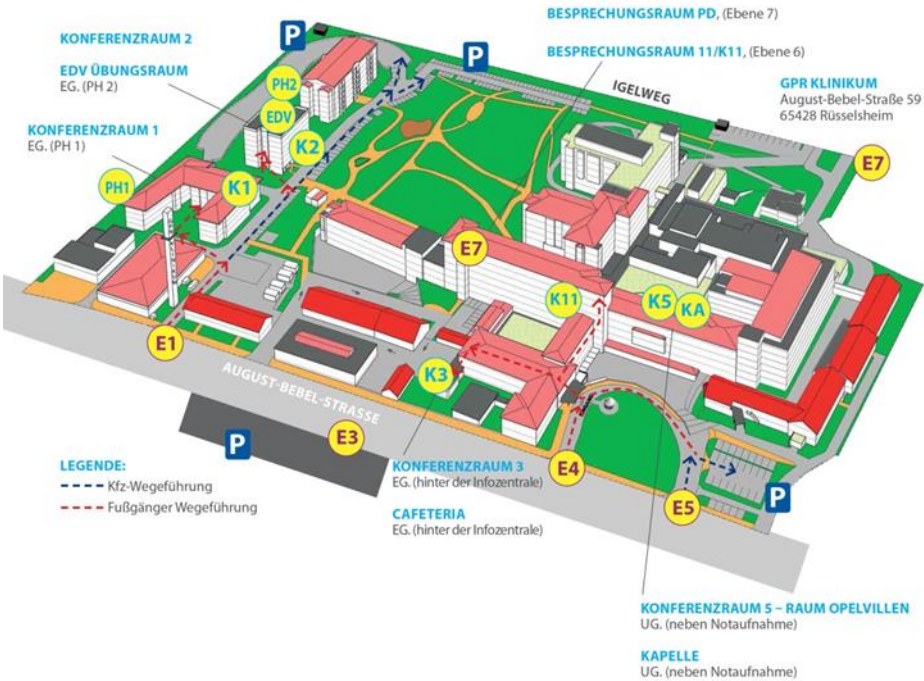 BESPRECHUNGSRAUM PD, (Ebene 7)
KONFERENZRAUM 2
P
P
BESPRECHUNGSRAUM 11/K11, (Ebene 6)
EDV ÜBUNGSRAUM
EG. (PH 2)
PH2
IGELWEG
GPR KLINIKUM
August-Bebel-Straße 59
65428 Rüsselsheim
EDV
KONFERENZRAUM 1
EG. (PH 1)
K2
E7
PH1
K1
E7
K11
K5
KA
E1
K3
AUGUST-BEBEL-STRASSE
E3
P
E4
KONFERENZRAUM 3
EG. (hinter der Infozentrale)
LEGENDE:
Kfz-Wegeführung
Fußgänger Wegeführung
P
E5
CAFETERIA
EG. (hinter der Infozentrale)
KONFERENZRAUM 5 – RAUM OPELVILLEN
UG. (neben Notaufnahme)
KAPELLE
UG. (neben Notaufnahme)